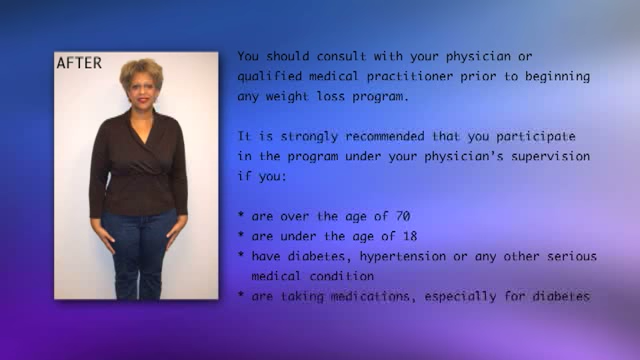 AFTER
You should consult with your physician or
qualified medical practitioner prior to beginning
any weight loss program.
It is strongly recommended that you participate
in the program under your physician's supervision
if you:
* are over the age of 70
* are under the age of 18
* have diabetes, hypertension or any other serious
medical condition
* are taking medications, especially for diabetes